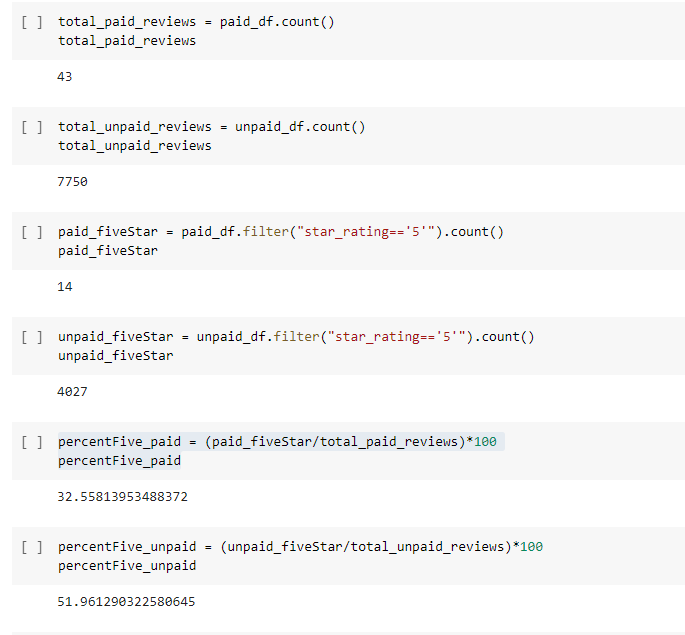 [ ] total_paid_reviews = paid_df.count()
total_paid_reviews
43
[ ] total_unpaid_reviews = unpaid_df.count()
total_unpaid_reviews
7750
[ ] paid_fiveStar = paid_df.filter("star_rating=='5'").count()
paid_fiveStar
14
[ ] unpaid_fiveStar = unpaid_df.filter("star_rating=='5'").count()
unpaid_fiveStar
4027
[ ] percentFive_paid = (paid_fiveStar/total_paid_reviews)*100
percentFive_paid
32.55813953488372
[ ] percentFive_unpaid = (unpaid_fiveStar/total_unpaid_reviews)*100
percentFive_unpaid
51.961290322580645